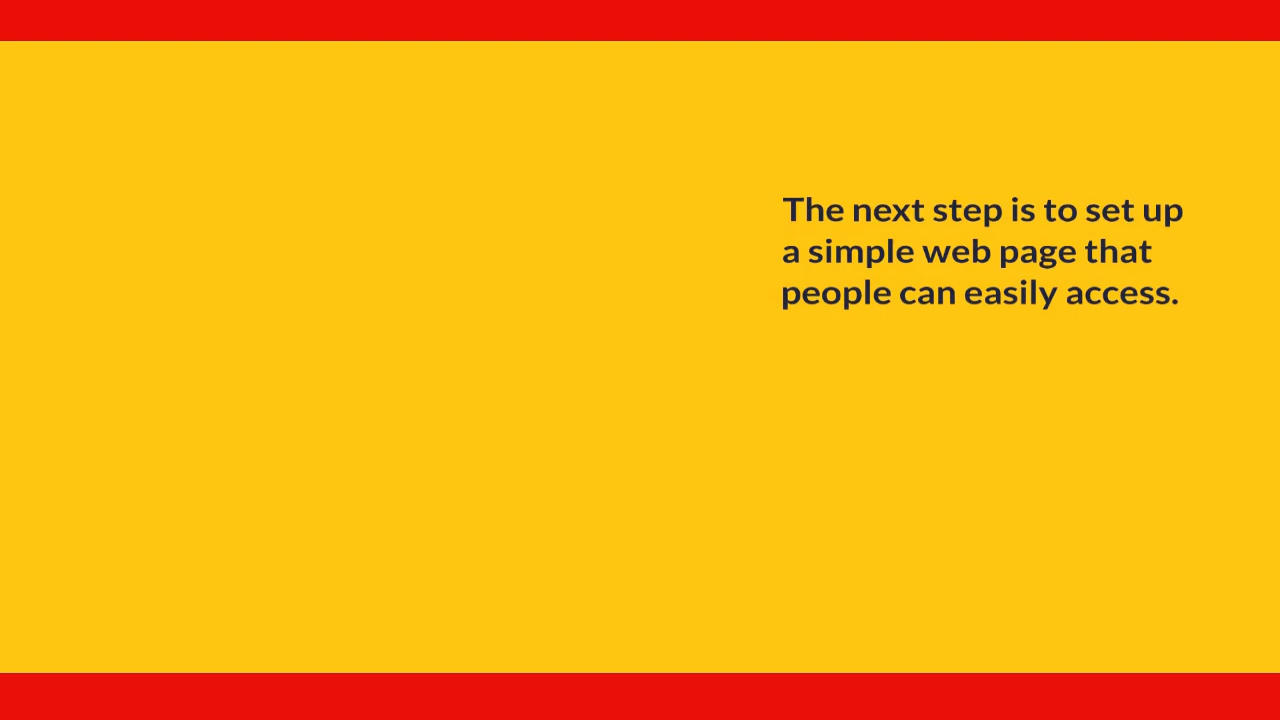 The next step is to set up
a simple web page that
people can easily access.